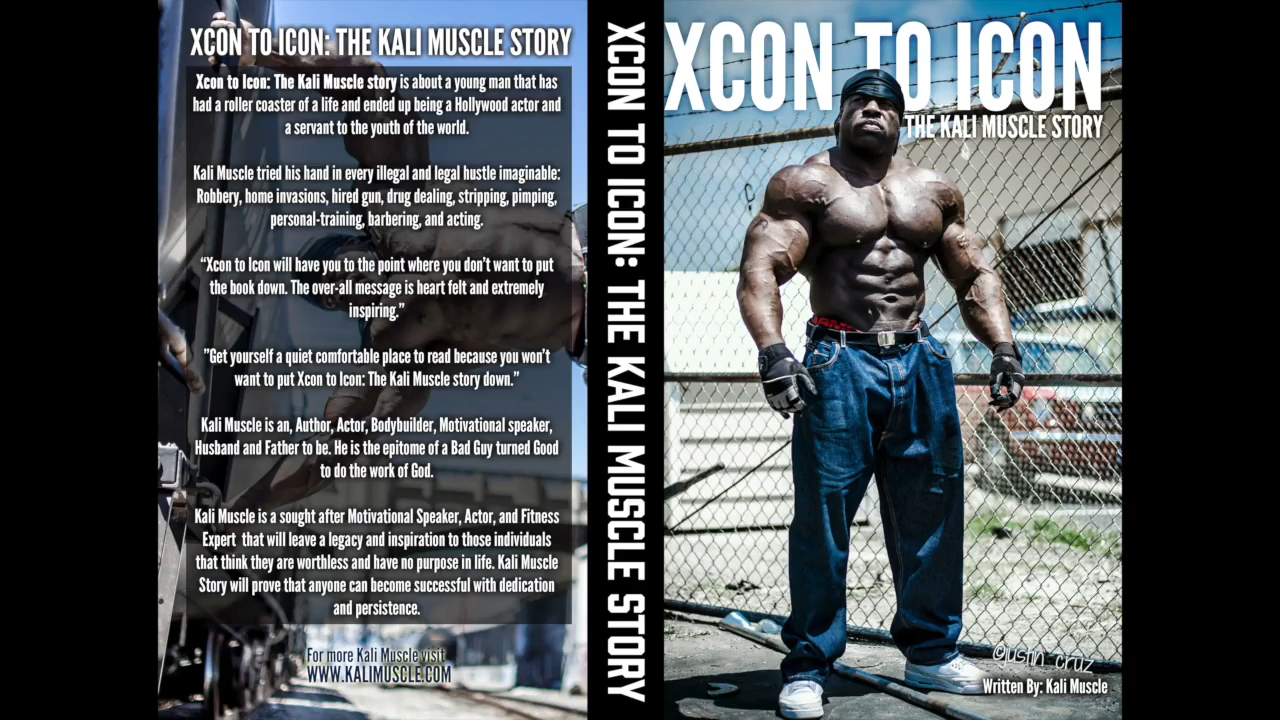 XCON TO ICON: THE KALI MUSCLE STORY
Xcon to Icon: The Kali Muscle story is about a young man that has
had a roller coaster of a life and ended up being a Hollywood actor and
a servant to the youth of the world.
Kali Muscle tried his hand in every illegal and legal hustle imaginable:
Robbery, home invasions, hired gun, drug dealing, stripping, pimping,
personal-training, barbering, and acting.
“Xcon to Icon will have you to the point where you don’t want to put
the book down. The over-all message is heart felt and extremely
inspiring.”
”Get yourself a quiet comfortable place to read because you won’t
want to put Xcon to Icon: The Kali Muscle story down.”
Kali Muscle is an, Author, Actor, Bodybuilder, Motivational speaker,
Husband and Father to be. He is the epitome of a Bad Guy turned Good
to do the work of God.
Kali Muscle is a sought after Motivational Speaker, Actor, and Fitness
Expert that will leave a legacy and inspiration to those individuals
that think they are worthless and have no purpose in life. Kali Muscle
Story will prove that anyone can become successful with dedication
and persistence.
For more Kali Muscle visit
WWW.KALIMUSCLE.COM
XCON TO ICON: THE KALI MUSCLE STORY
XCON TO ICON
THE KALI MUSCLE STORY
@justin_cruz_
Written By: Kali Muscle